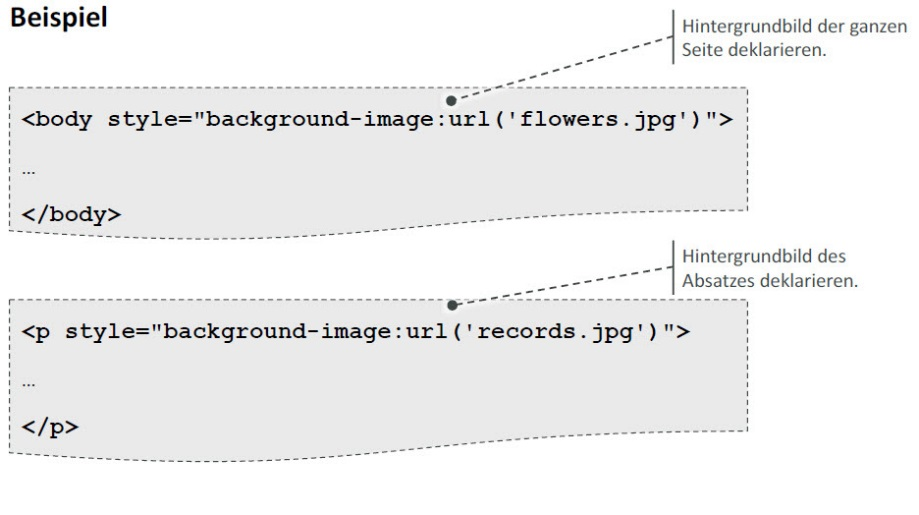 Beispiel
Hintergrundbild der ganzen
Seite deklarieren.
<body style="background-image:url('flowers.jpg')">
…
</body>
Hintergrundbild des
Absatzes deklarieren.
<p style="background-image:url('records.jpg')">
…
</p>